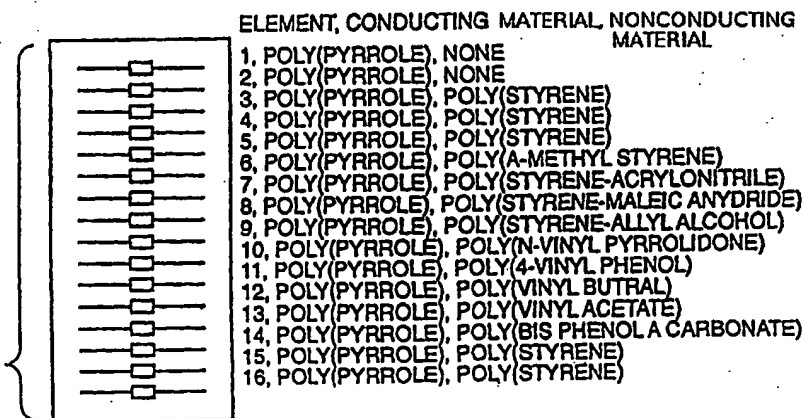 ELEMENT, CONDUCTING MATERIAL, NONCONDUCTING
MATERIAL
1, POLY(PYRROLE), NONE
2, POLY(PYRROLE), NONE
3, POLY(PYRROLE), POLY(STYRENE)
4, POLY(PYRROLE), POLY(STYRENE)
5, POLY(PYRROLE), POLY(STYRENE)
6, POLY(PYRROLE), POLY(A-METHYL STYRENE)
7, POLY(PYRROLE), POLY(STYRENE-ACRYLONITRILE)
8, POLY(PYRROLE), POLY(STYRENE-MALEIC ANYDRIDE)
9, POLY(PYRROLE), POLY(STYRENE-ALLYL ALCOHOL)
10, POLY(PYRROLE), POLY(N-VINYL PYRROLIDONE)
11, POLY(PYRROLE), POLY(4-VINYL PHENOL)
12, POLY(PYRROLE), POLY(VINYL BUTRAL)
13, POLY(PYRROLE), POLY(VINYL ACETATE)
14, POLY(PYRROLE), POLY(BIS PHENOL A CARBONATE)
15, POLY(PYRROLE), POLY(STYRENE)
16, POLY(PYRROLE), POLY(STYRENE)